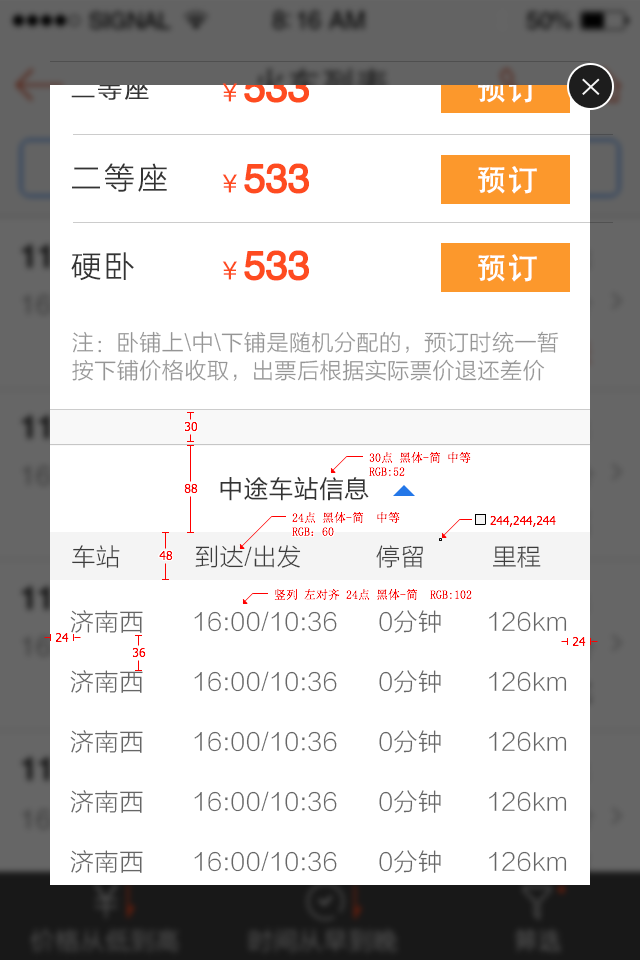 ●●●●○ SIGNAL 8:16 AM 50%
火车列表
二等座 ¥533 预订
二等座 ¥533 预订
硬卧 ¥533 预订
注：卧铺上\中\下铺是随机分配的，预订时统一暂
按下铺价格收取，出票后根据实际票价退还差价
30
30点 黑体-简 中等
RGB:52
88
中途车站信息
24点 黑体-简 中等
RGB：60
244,244,244
48
车站 到达/出发 停留 里程
竖列 左对齐 24点 黑体-简 RGB:102
济南西 16:00/10:36 0分钟 126km
24
24
36
济南西 16:00/10:36 0分钟 126km
济南西 16:00/10:36 0分钟 126km
济南西 16:00/10:36 0分钟 126km
济南西 16:00/10:36 0分钟 126km
价格从低到高 时间从早到晚 筛选